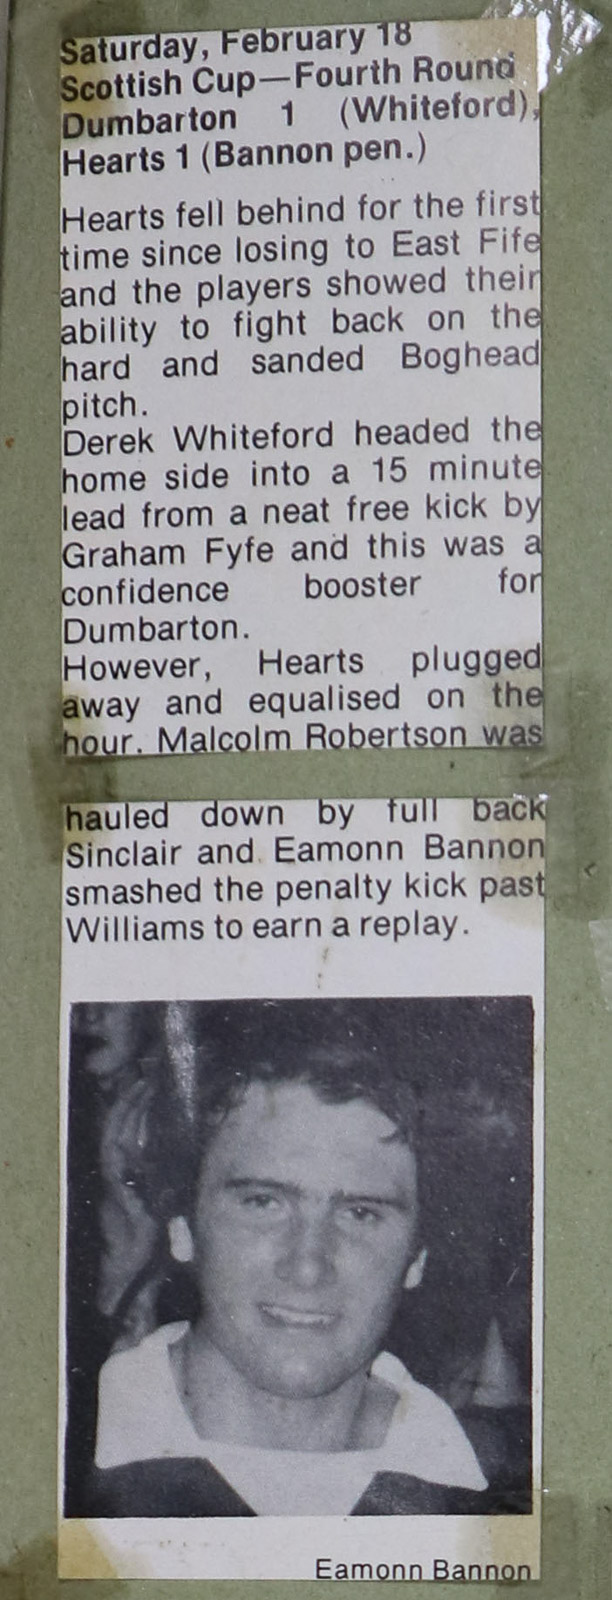 Saturday, February 18
Scottish Cup—Fourth Round
Dumbarton 1 (Whiteford),
Hearts 1 (Bannon pen.)
Hearts fell behind for the first
time since losing to East Fife
and the players showed their
ability to fight back on the
hard and sanded Boghead
pitch.
Derek Whiteford headed the
home side into a 15 minute
lead from a neat free kick by
Graham Fyfe and this was a
confidence booster for
Dumbarton.
However, Hearts plugged
away and equalised on the
hour. Malcolm Robertson was
hauled down by full back
Sinclair and Eamonn Bannon
smashed the penalty kick past
Williams to earn a replay.
Eamonn Bannon